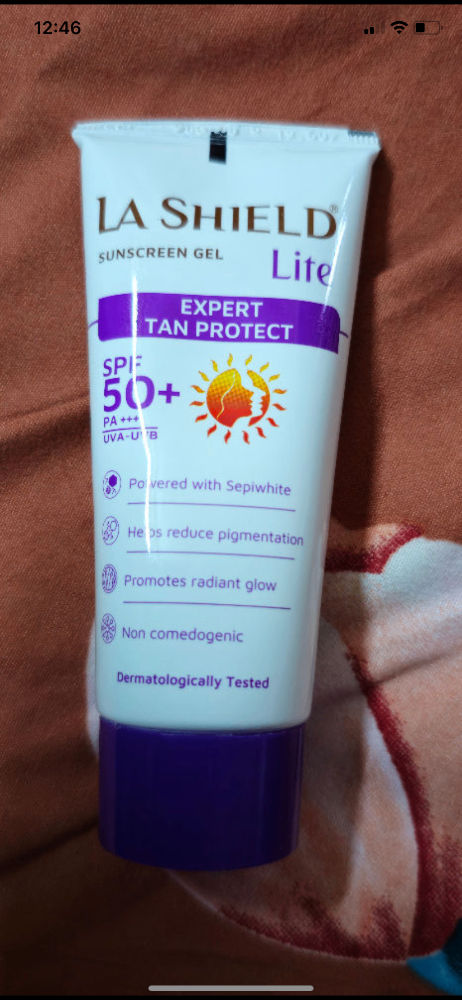 12:46
LA SHIELD®
SUNSCREEN GEL
Lite
EXPERT
TAN PROTECT
SPF
50+
PA +++
UVA-UVB
Powered with Sepiwhite
Helps reduce pigmentation
Promotes radiant glow
Non comedogenic
Dermatologically Tested